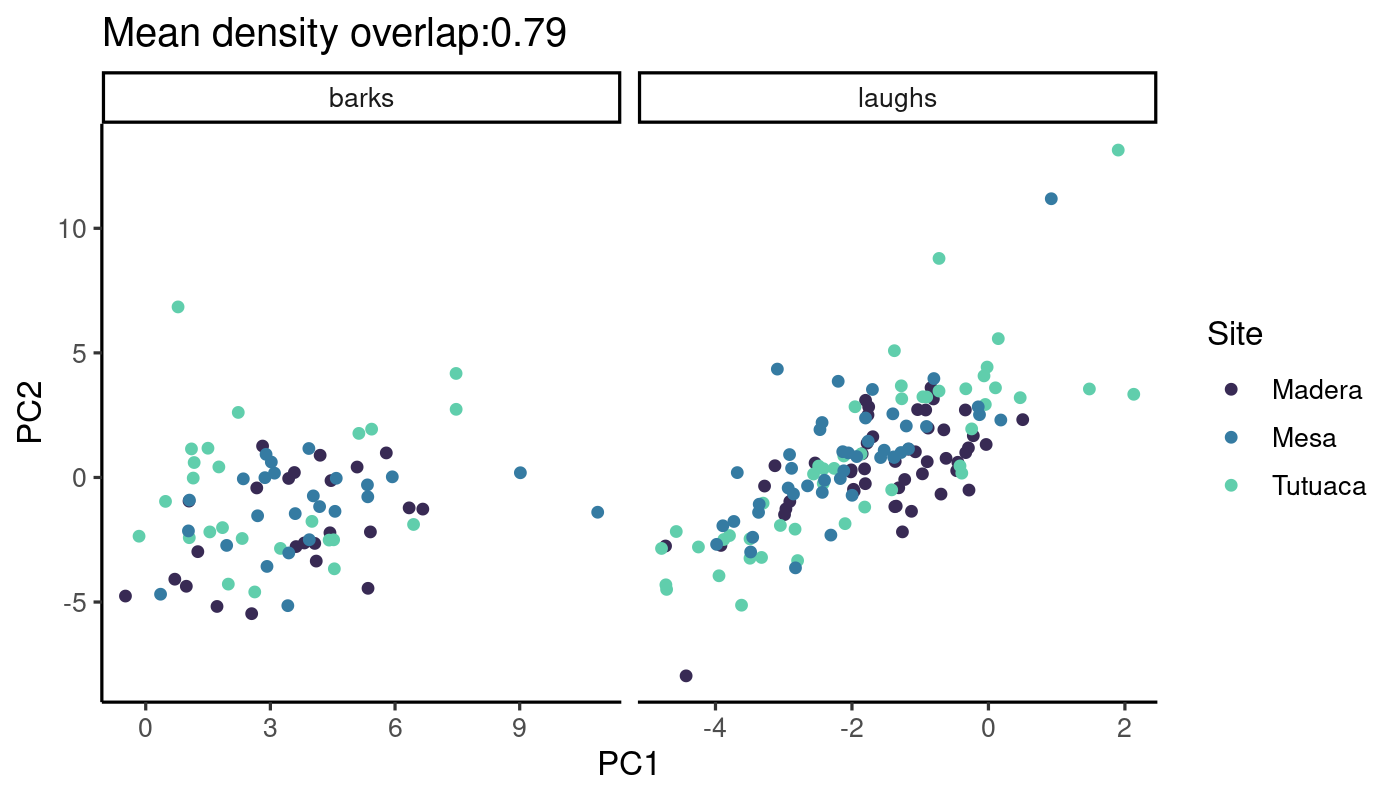 Mean density overlap:0.79
barks
laughs
10
5
0
-5
PC2
0 3 6 9
-4 -2 0 2
PC1
Site
Madera
Mesa
Tutuaca